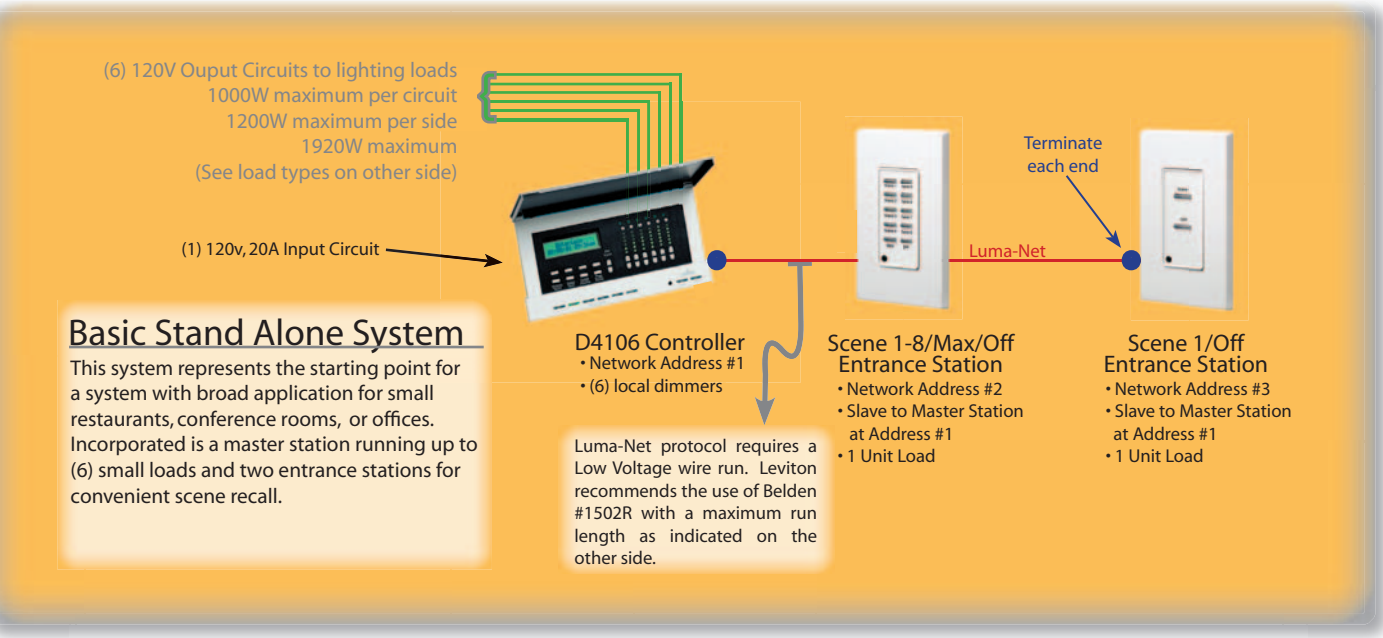 (6) 120V Ouput Circuits to lighting loads
1000W maximum per circuit
1200W maximum per side
1920W maximum
(See load types on other side)
(1) 120v, 20A Input Circuit
Terminate
each end
Luma-Net
Basic Stand Alone System
This system represents the starting point for
a system with broad application for small
restaurants, conference rooms, or offices.
Incorporated is a master station running up to
(6) small loads and two entrance stations for
convenient scene recall.
D4106 Controller
• Network Address #1
• (6) local dimmers
Luma-Net protocol requires a
Low Voltage wire run. Leviton
recommends the use of Belden
#1502R with a maximum run
length as indicated on the
other side.
Scene 1-8/Max/Off
Entrance Station
• Network Address #2
• Slave to Master Station
at Address #1
• 1 Unit Load
Scene 1/Off
Entrance Station
• Network Address #3
• Slave to Master Station
at Address #1
• 1 Unit Load